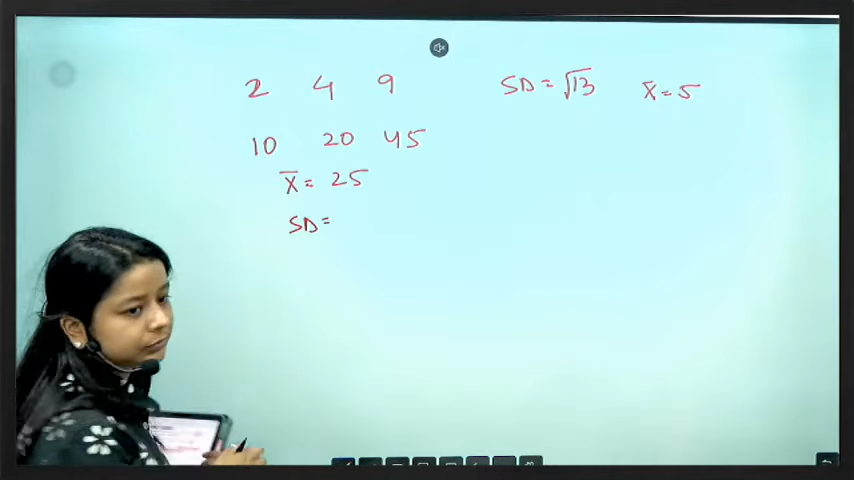 2 4 9 SD = √13 x̄ = 5
10 20 45
x̄ = 25
SD =